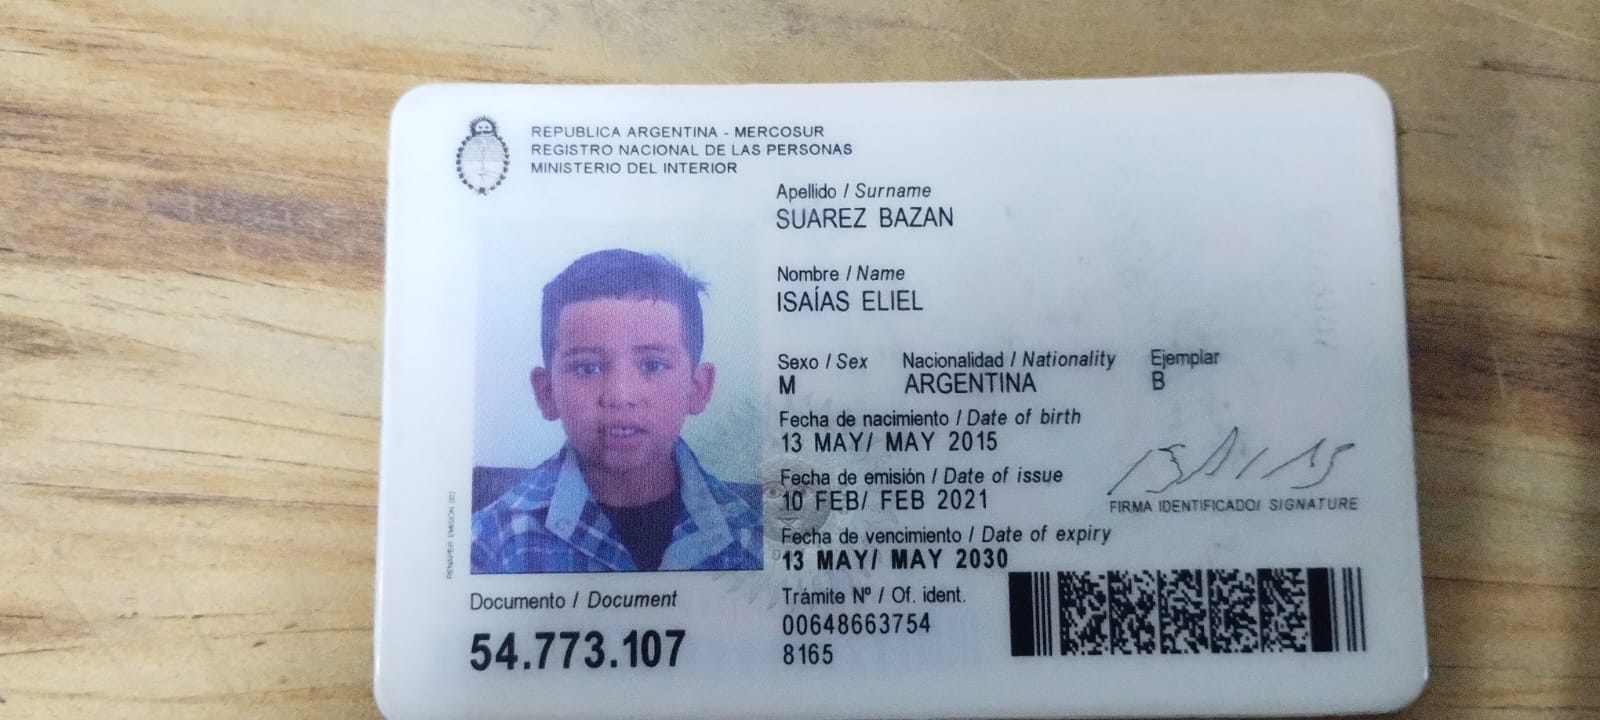 REPUBLICA ARGENTINA - MERCOSUR
REGISTRO NACIONAL DE LAS PERSONAS
MINISTERIO DEL INTERIOR
Apellido / Surname
SUAREZ BAZAN
Nombre / Name
ISAÍAS ELIEL
Sexo / Sex Nacionalidad / Nationality Ejemplar
M ARGENTINA B
Fecha de nacimiento / Date of birth
13 MAY/ MAY 2015
Fecha de emisión / Date of issue
10 FEB/ FEB 2021
FIRMA IDENTIFICADO/ SIGNATURE
Fecha de vencimiento / Date of expiry
13 MAY/ MAY 2030
Documento / Document
54.773.107
Trámite Nº / Of. ident.
00648663754
8165